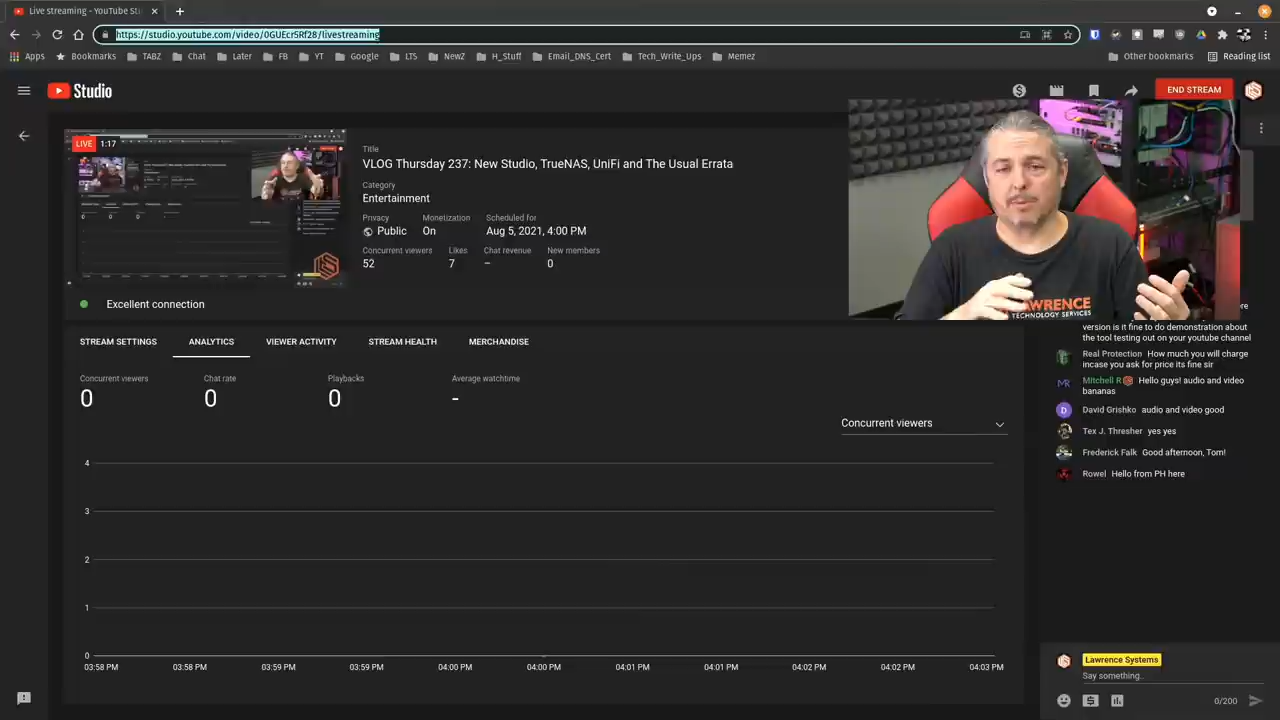 Live streaming - YouTube St
https://studio.youtube.com/video/0GUEcr5Rf28/livestreaming
Apps
Bookmarks
TABZ
Chat
Later
FB
YT
Google
LTS
NewZ
H_Stuff
Email_DNS_Cert
Tech_Write_Ups
Memez
Other bookmarks
Reading list
Studio
END STREAM
LIVE 1:17
Title
VLOG Thursday 237: New Studio, TrueNAS, UniFi and The Usual Errata
Category
Entertainment
Privacy Monetization Scheduled for
Public On Aug 5, 2021, 4:00 PM
Concurrent viewers Likes Chat revenue New members
52 7 – 0
Excellent connection
LAWRENCE
TECHNOLOGY SERVICES
STREAM SETTINGS ANALYTICS VIEWER ACTIVITY STREAM HEALTH MERCHANDISE
Concurrent viewers Chat rate Playbacks Average watchtime
0 0 0 -
Concurrent viewers
4
3
2
1
0
03:58 PM 03:58 PM 03:59 PM 03:59 PM 04:00 PM 04:00 PM 04:01 PM 04:01 PM 04:02 PM 04:02 PM 04:03 PM
version is it fine to do demonstration about
the tool testing out on your youtube channel
Real Protection How much you will charge
incase you ask for price its fine sir
Mitchell R Hello guys! audio and video
bananas
David Grishko audio and video good
Tex J. Thresher yes yes
Frederick Falk Good afternoon, Tom!
Rowel Hello from PH here
Lawrence Systems
Say something..
0/200